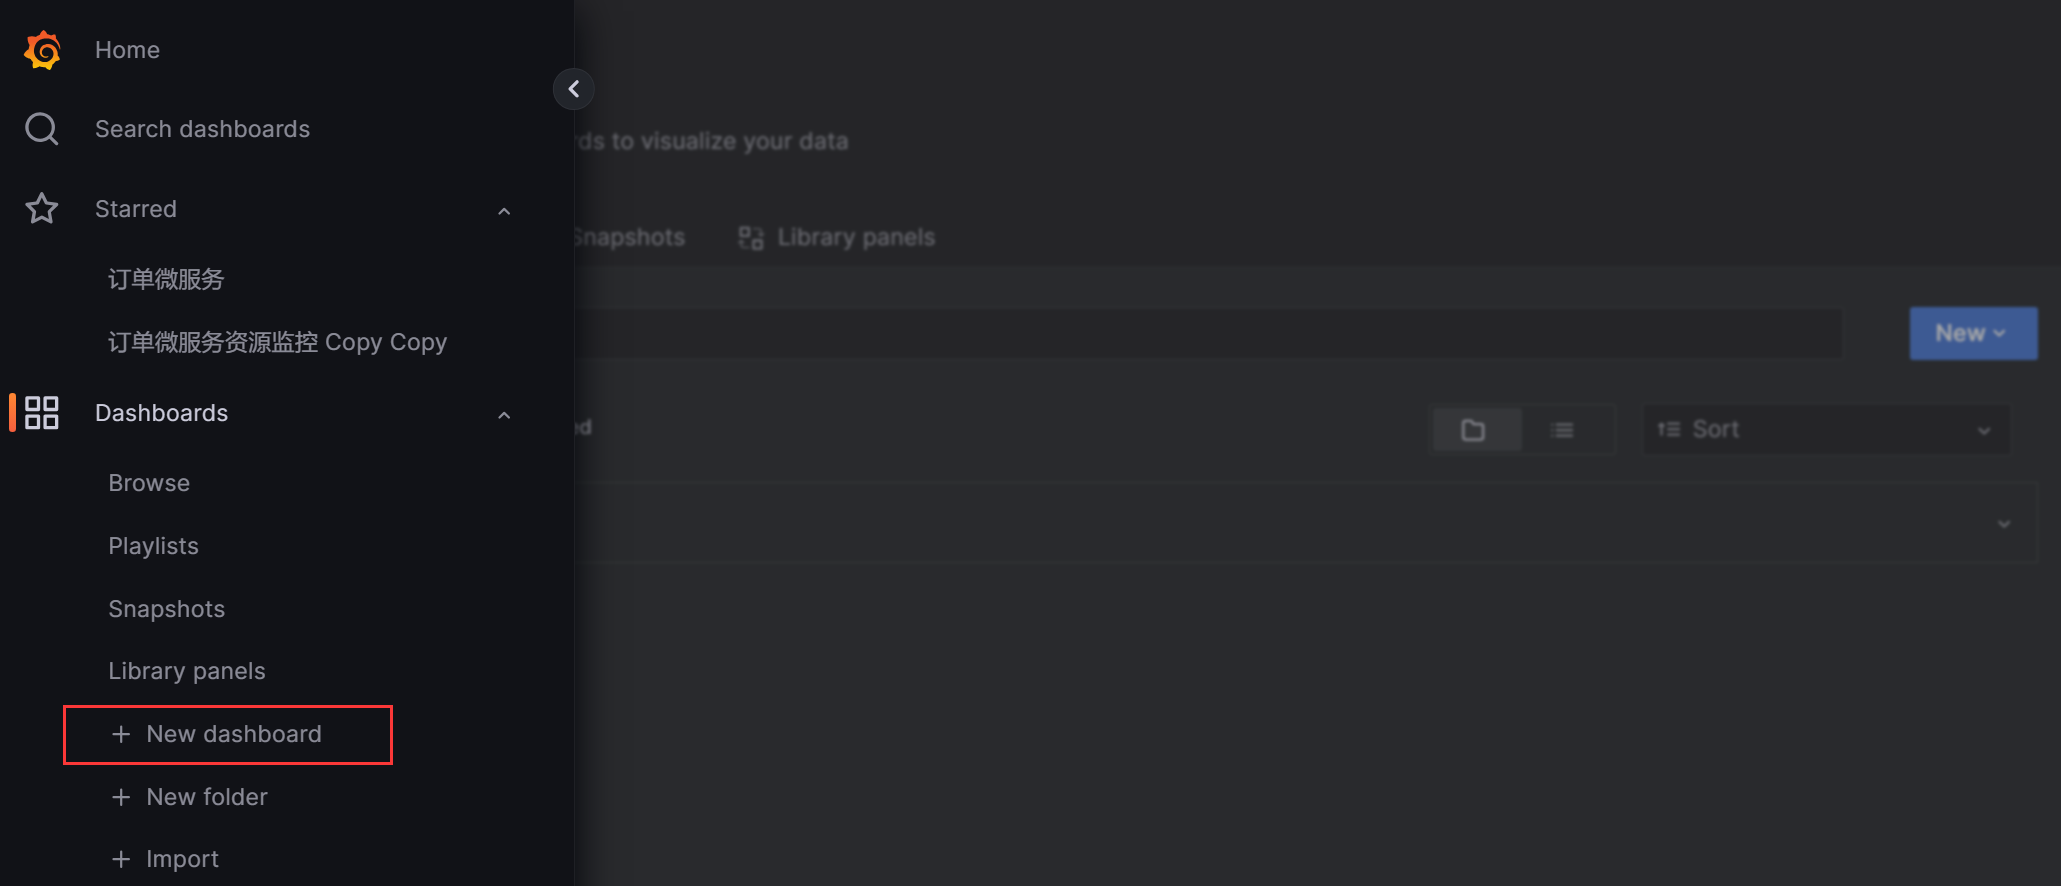 Home
Search dashboards
Starred
订单微服务
订单微服务资源监控 Copy Copy
Dashboards
Browse
Playlists
Snapshots
Library panels
+ New dashboard
+ New folder
+ Import
to visualize your data
Snapshots
Library panels
New
Sort